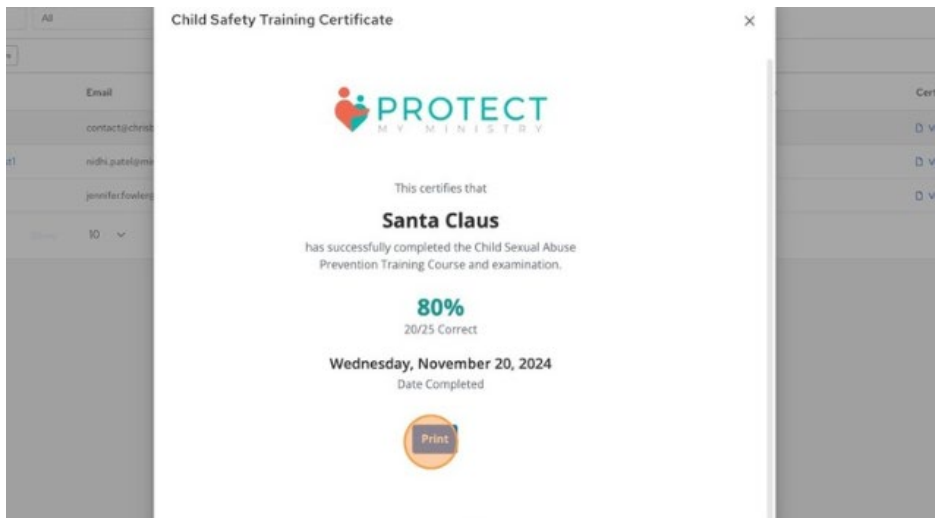 Child Safety Training Certificate
All
Email
Cert
contact@christ
nidhi.patel@mi
jennifer.fowler@
10
PROTECT
MY MINISTRY
This certifies that
Santa Claus
has successfully completed the Child Sexual Abuse
Prevention Training Course and examination.
80%
20/25 Correct
Wednesday, November 20, 2024
Date Completed
Print